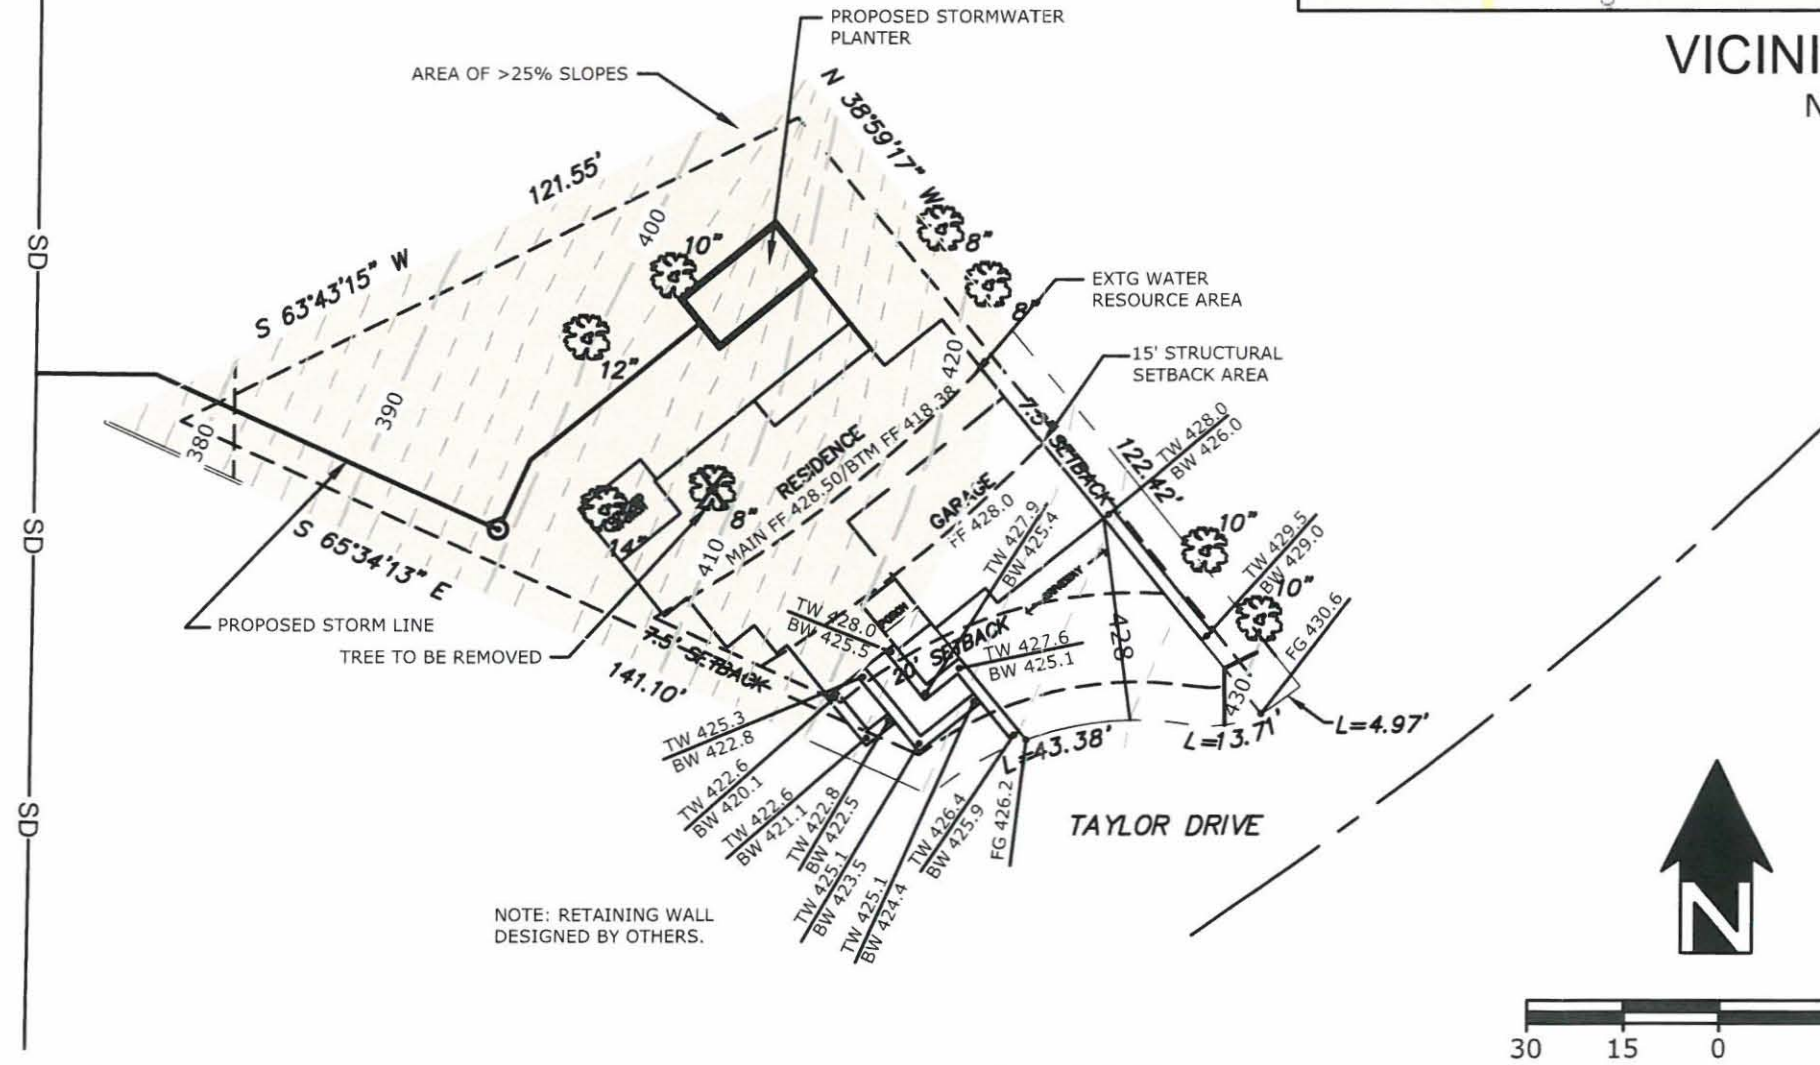 PROPOSED STORMWATER
PLANTER
AREA OF >25% SLOPES
VICINI
N
N 38°59'17" W
121.55'
S 63°43'15" W
400
10"
8"
8"
EXTG WATER
RESOURCE AREA
12"
15' STRUCTURAL
SETBACK AREA
SD
SD
SD
380
390
420
7.5' SETBACK
122.42'
TW 428.0
BW 426.0
RESIDENCE
MAIN FF 428.50/BTM FF 418.38
GARAGE
FF 428.0
TW 427.9
BW 425.4
14"
8"
410
10"
TW 429.5
BW 429.0
10"
FG 430.6
S 65°34'13" E
PROPOSED STORM LINE
TREE TO BE REMOVED
7.5' SETBACK
141.10'
TW 428.0
BW 425.5
PORCH
DRIVEWAY
20' SETBACK
TW 427.6
BW 425.1
428
430
L=4.97'
L=13.71'
L=43.38'
TW 425.3
BW 422.8
TW 422.6
BW 420.1
TW 422.6
BW 421.1
TW 422.8
BW 422.5
TW 425.1
BW 423.5
TW 425.1
BW 424.4
TW 426.4
BW 425.9
FG 426.2
TAYLOR DRIVE
NOTE: RETAINING WALL
DESIGNED BY OTHERS.
N
30 15 0